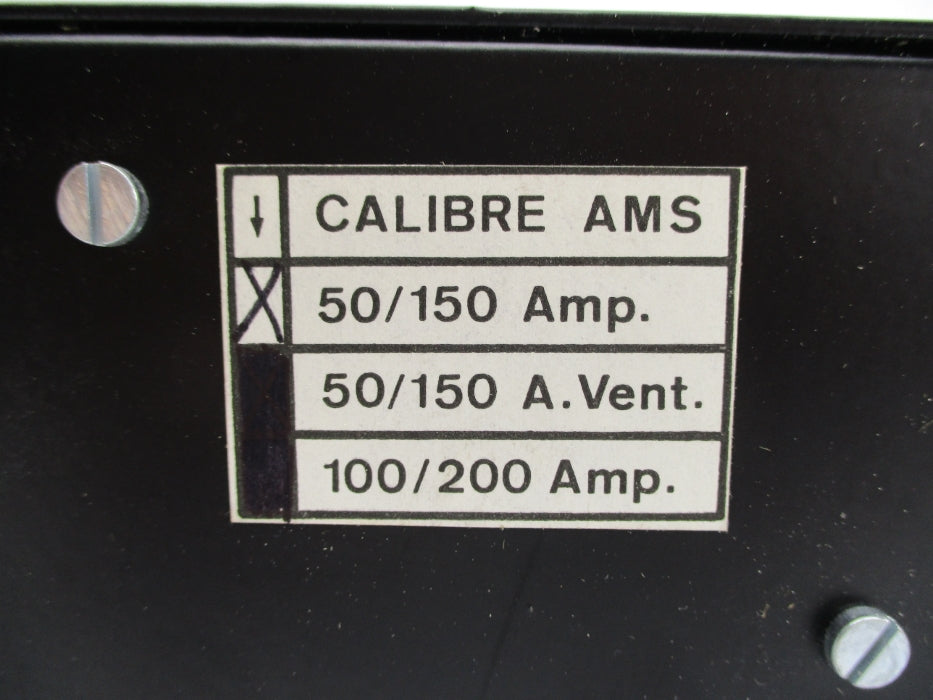 ↓ CALIBRE AMS
X 50/150 Amp.
50/150 A.Vent.
100/200 Amp.